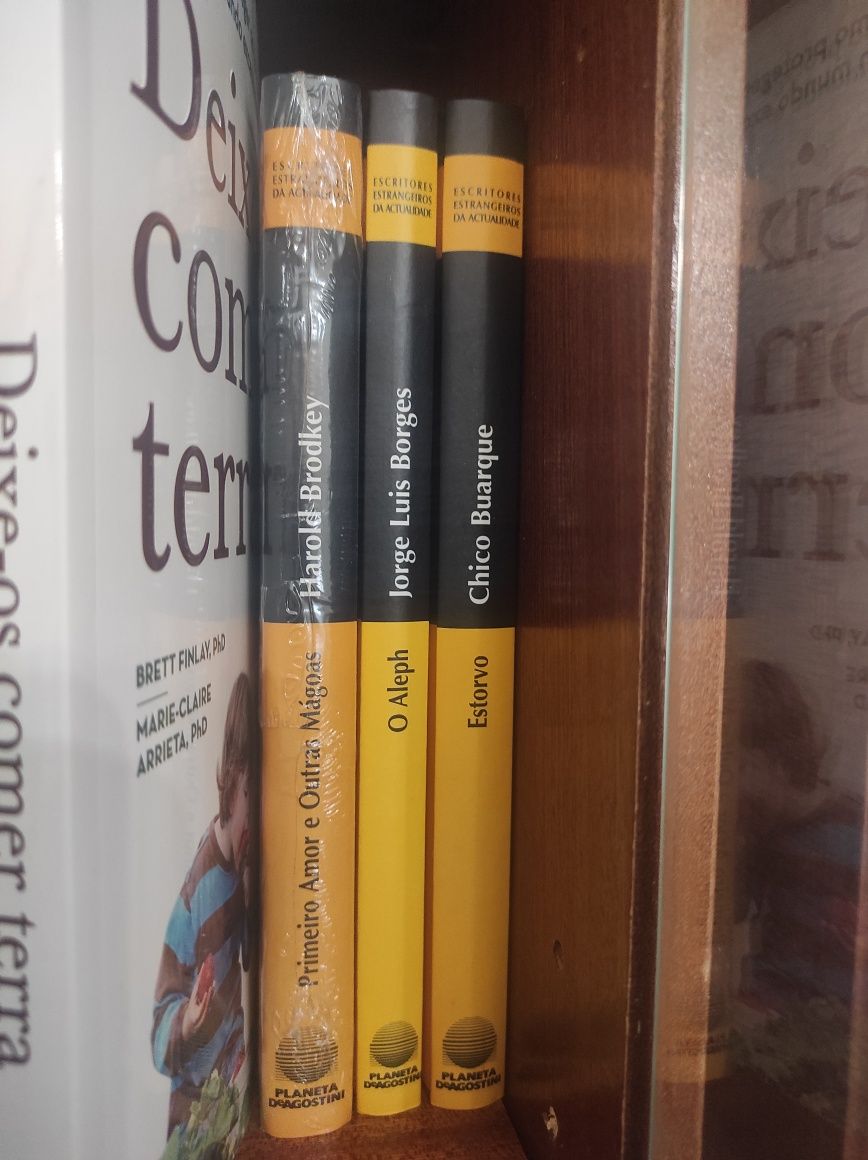 Deixe-os comer terra
Deix
com
terr
BRETT FINLAY, PhD
MARIE-CLAIRE
ARRIETA, PhD
ESCRITORES
ESTRANGEIROS
DA ACTUALIDADE
Harold Brodkey
Primeiro Amor e Outras Mágoas
PLANETA
DeAGOSTINI
ESCRITORES
ESTRANGEIROS
DA ACTUALIDADE
Jorge Luis Borges
O Aleph
PLANETA
DeAGOSTINI
ESCRITORES
ESTRANGEIROS
DA ACTUALIDADE
Chico Buarque
Estorvo
PLANETA
DeAGOSTINI